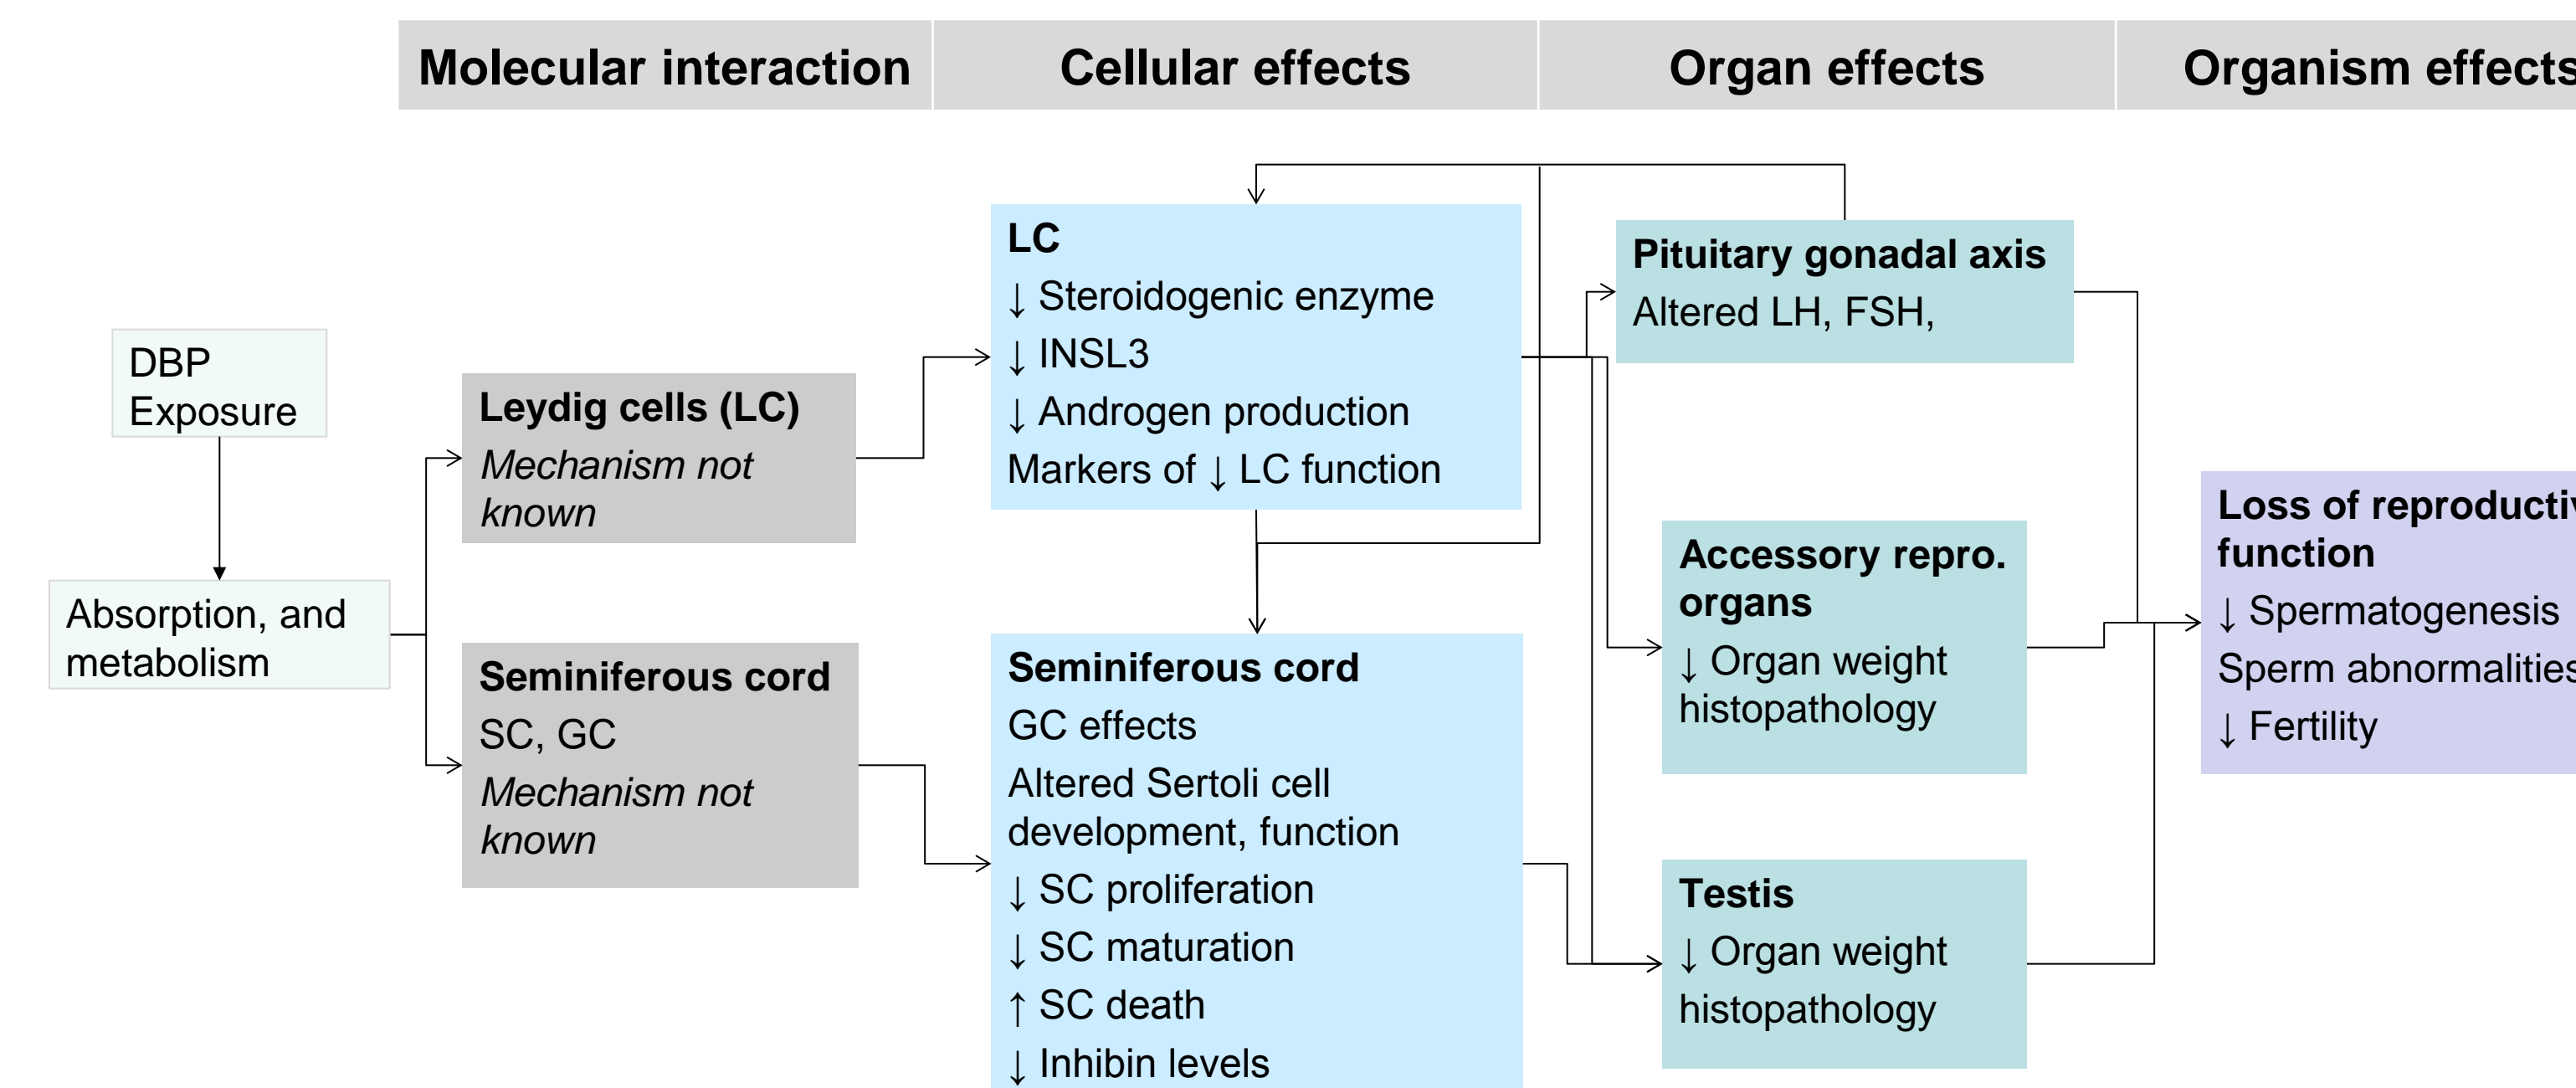 Molecular interaction
Cellular effects
Organ effects
Organism effects
DBP
Exposure
Absorption, and
metabolism
Leydig cells (LC)
Mechanism not
known
Seminiferous cord
SC, GC
Mechanism not
known
LC
↓ Steroidogenic enzyme
↓ INSL3
↓ Androgen production
Markers of ↓ LC function
Seminiferous cord
GC effects
Altered Sertoli cell
development, function
↓ SC proliferation
↓ SC maturation
↑ SC death
↓ Inhibin levels
Pituitary gonadal axis
Altered LH, FSH,
Accessory repro.
organs
↓ Organ weight
histopathology
Testis
↓ Organ weight
histopathology
Loss of
function
↓ Spermatogenesis
Sperm abnormalities
↓ Fertility